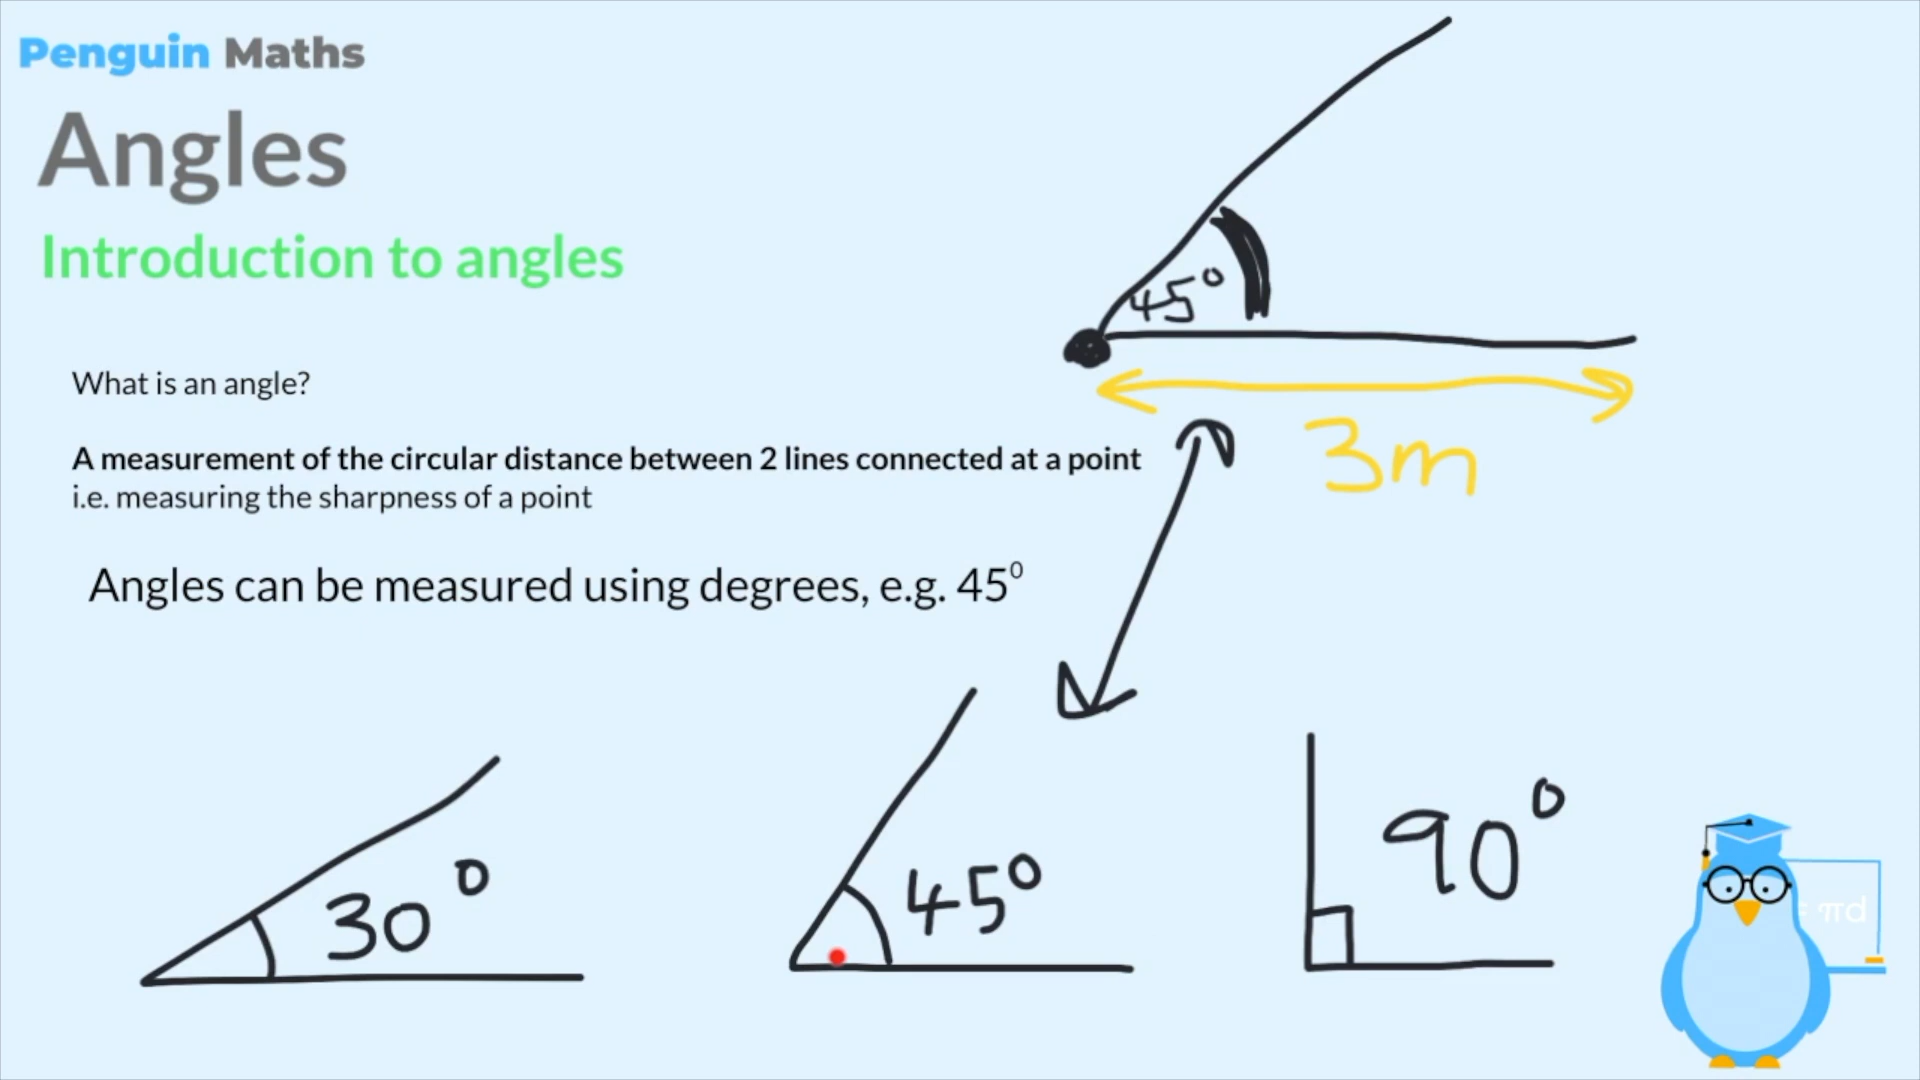 Penguin Maths
Angles
Introduction to angles
45°
3m
What is an angle?
A measurement of the circular distance between 2 lines connected at a point
i.e. measuring the sharpness of a point
Angles can be measured using degrees, e.g. 45⁰
30°
45°
90°
= πd